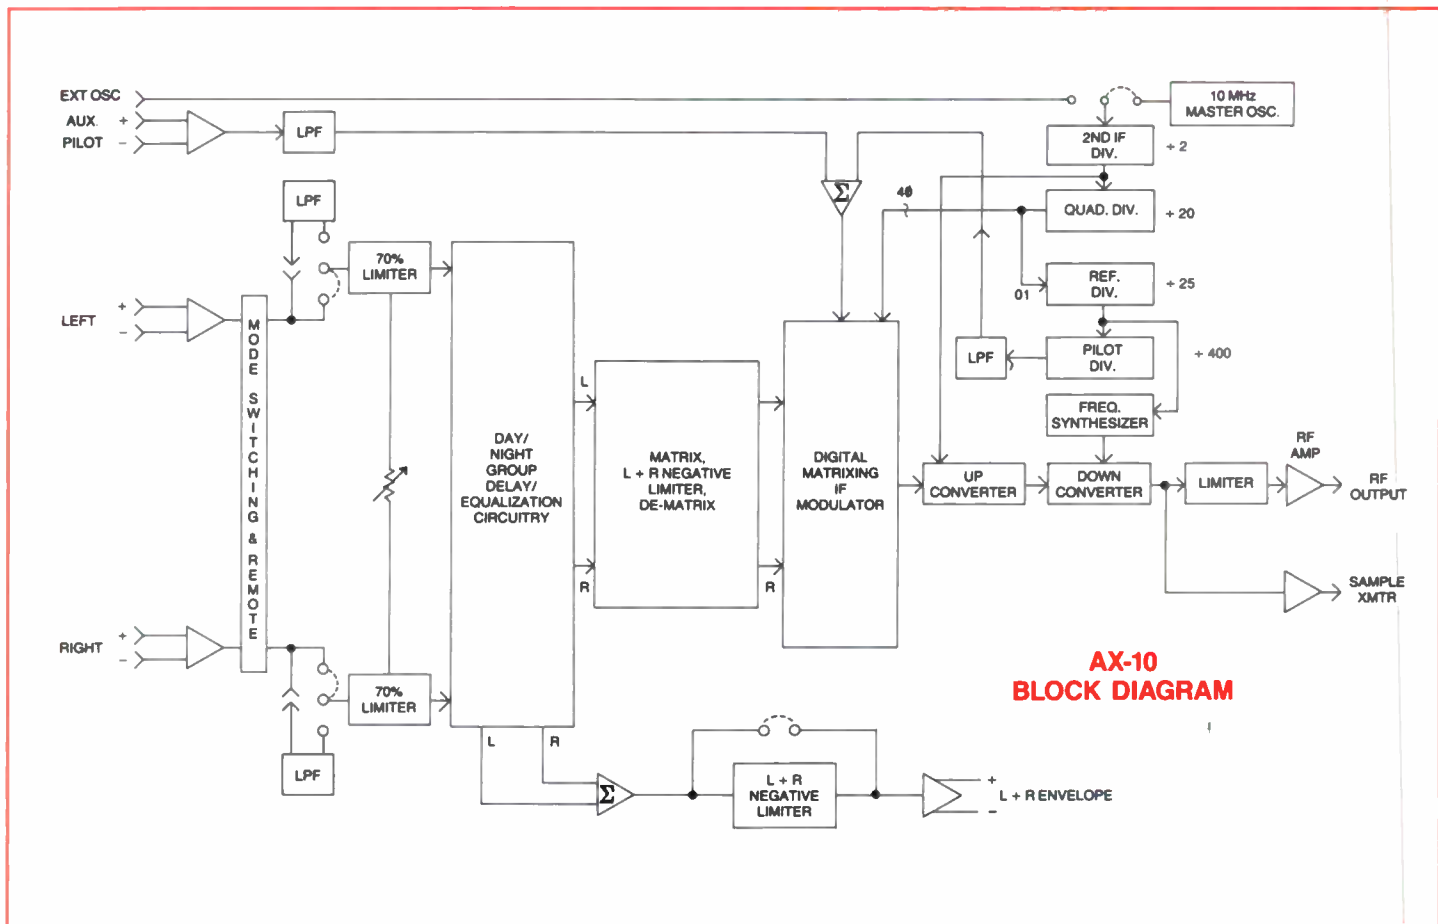 EXT OSC
AUX. +
PILOT −
LPF
10 MHz
MASTER OSC.
2ND IF
DIV.
÷ 2
QUAD. DIV.
÷ 20
4Φ
Σ
REF.
DIV.
÷ 25
01
PILOT
DIV.
÷ 400
LPF
FREQ.
SYNTHESIZER
LPF
70%
LIMITER
LEFT
+
−
MODE SWITCHING & REMOTE
RIGHT
+
−
70%
LIMITER
LPF
DAY/
NIGHT
GROUP
DELAY/
EQUALIZATION
CIRCUITRY
L
R
MATRIX,
L + R NEGATIVE
LIMITER,
DE-MATRIX
R
DIGITAL
MATRIXING
IF
MODULATOR
UP
CONVERTER
DOWN
CONVERTER
LIMITER
RF
AMP
RF
OUTPUT
SAMPLE
XMTR
AX-10
BLOCK DIAGRAM
L
R
Σ
L + R
NEGATIVE
LIMITER
+
L + R ENVELOPE
−